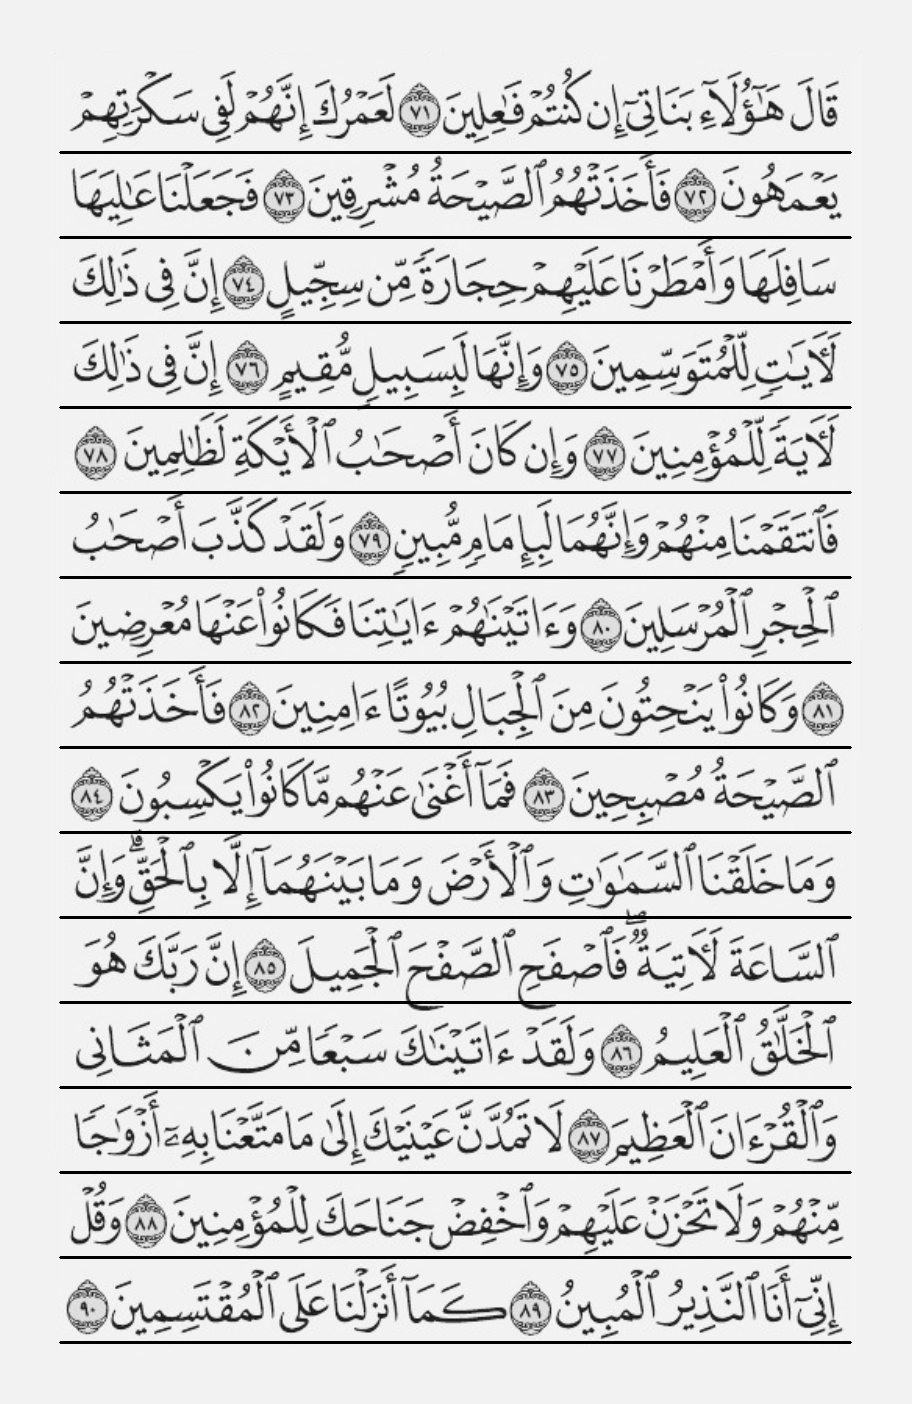 قَالَ هَٰٓؤُلَآءِ بَنَاتِىٓ إِن كُنتُمْ فَٰعِلِينَ ٧١ لَعَمْرُكَ إِنَّهُمْ لَفِى سَكْرَتِهِمْ
يَعْمَهُونَ ٧٢ فَأَخَذَتْهُمُ ٱلصَّيْحَةُ مُشْرِقِينَ ٧٣ فَجَعَلْنَا عَٰلِيَهَا
سَافِلَهَا وَأَمْطَرْنَا عَلَيْهِمْ حِجَارَةً مِّن سِجِّيلٍ ٧٤ إِنَّ فِى ذَٰلِكَ
لَـَٔايَٰتٍ لِّلْمُتَوَسِّمِينَ ٧٥ وَإِنَّهَا لَبِسَبِيلٍ مُّقِيمٍ ٧٦ إِنَّ فِى ذَٰلِكَ
لَـَٔايَةً لِّلْمُؤْمِنِينَ ٧٧ وَإِن كَانَ أَصْحَٰبُ ٱلْأَيْكَةِ لَظَٰلِمِينَ ٧٨
فَٱنتَقَمْنَا مِنْهُمْ وَإِنَّهُمَا لَبِإِمَامٍ مُّبِينٍ ٧٩ وَلَقَدْ كَذَّبَ أَصْحَٰبُ
ٱلْحِجْرِ ٱلْمُرْسَلِينَ ٨٠ وَءَاتَيْنَٰهُمْ ءَايَٰتِنَا فَكَانُوا۟ عَنْهَا مُعْرِضِينَ
٨١ وَكَانُوا۟ يَنْحِتُونَ مِنَ ٱلْجِبَالِ بُيُوتًا ءَامِنِينَ ٨٢ فَأَخَذَتْهُمُ
ٱلصَّيْحَةُ مُصْبِحِينَ ٨٣ فَمَآ أَغْنَىٰ عَنْهُم مَّا كَانُوا۟ يَكْسِبُونَ ٨٤
وَمَا خَلَقْنَا ٱلسَّمَٰوَٰتِ وَٱلْأَرْضَ وَمَا بَيْنَهُمَآ إِلَّا بِٱلْحَقِّ ۗ وَإِنَّ
ٱلسَّاعَةَ لَـَٔاتِيَةٌ ۖ فَٱصْفَحِ ٱلصَّفْحَ ٱلْجَمِيلَ ٨٥ إِنَّ رَبَّكَ هُوَ
ٱلْخَلَّٰقُ ٱلْعَلِيمُ ٨٦ وَلَقَدْ ءَاتَيْنَٰكَ سَبْعًا مِّنَ ٱلْمَثَانِى
وَٱلْقُرْءَانَ ٱلْعَظِيمَ ٨٧ لَا تَمُدَّنَّ عَيْنَيْكَ إِلَىٰ مَا مَتَّعْنَا بِهِۦٓ أَزْوَٰجًا
مِّنْهُمْ وَلَا تَحْزَنْ عَلَيْهِمْ وَٱخْفِضْ جَنَاحَكَ لِلْمُؤْمِنِينَ ٨٨ وَقُلْ
إِنِّىٓ أَنَا ٱلنَّذِيرُ ٱلْمُبِينُ ٨٩ كَمَآ أَنزَلْنَا عَلَى ٱلْمُقْتَسِمِينَ ٩٠